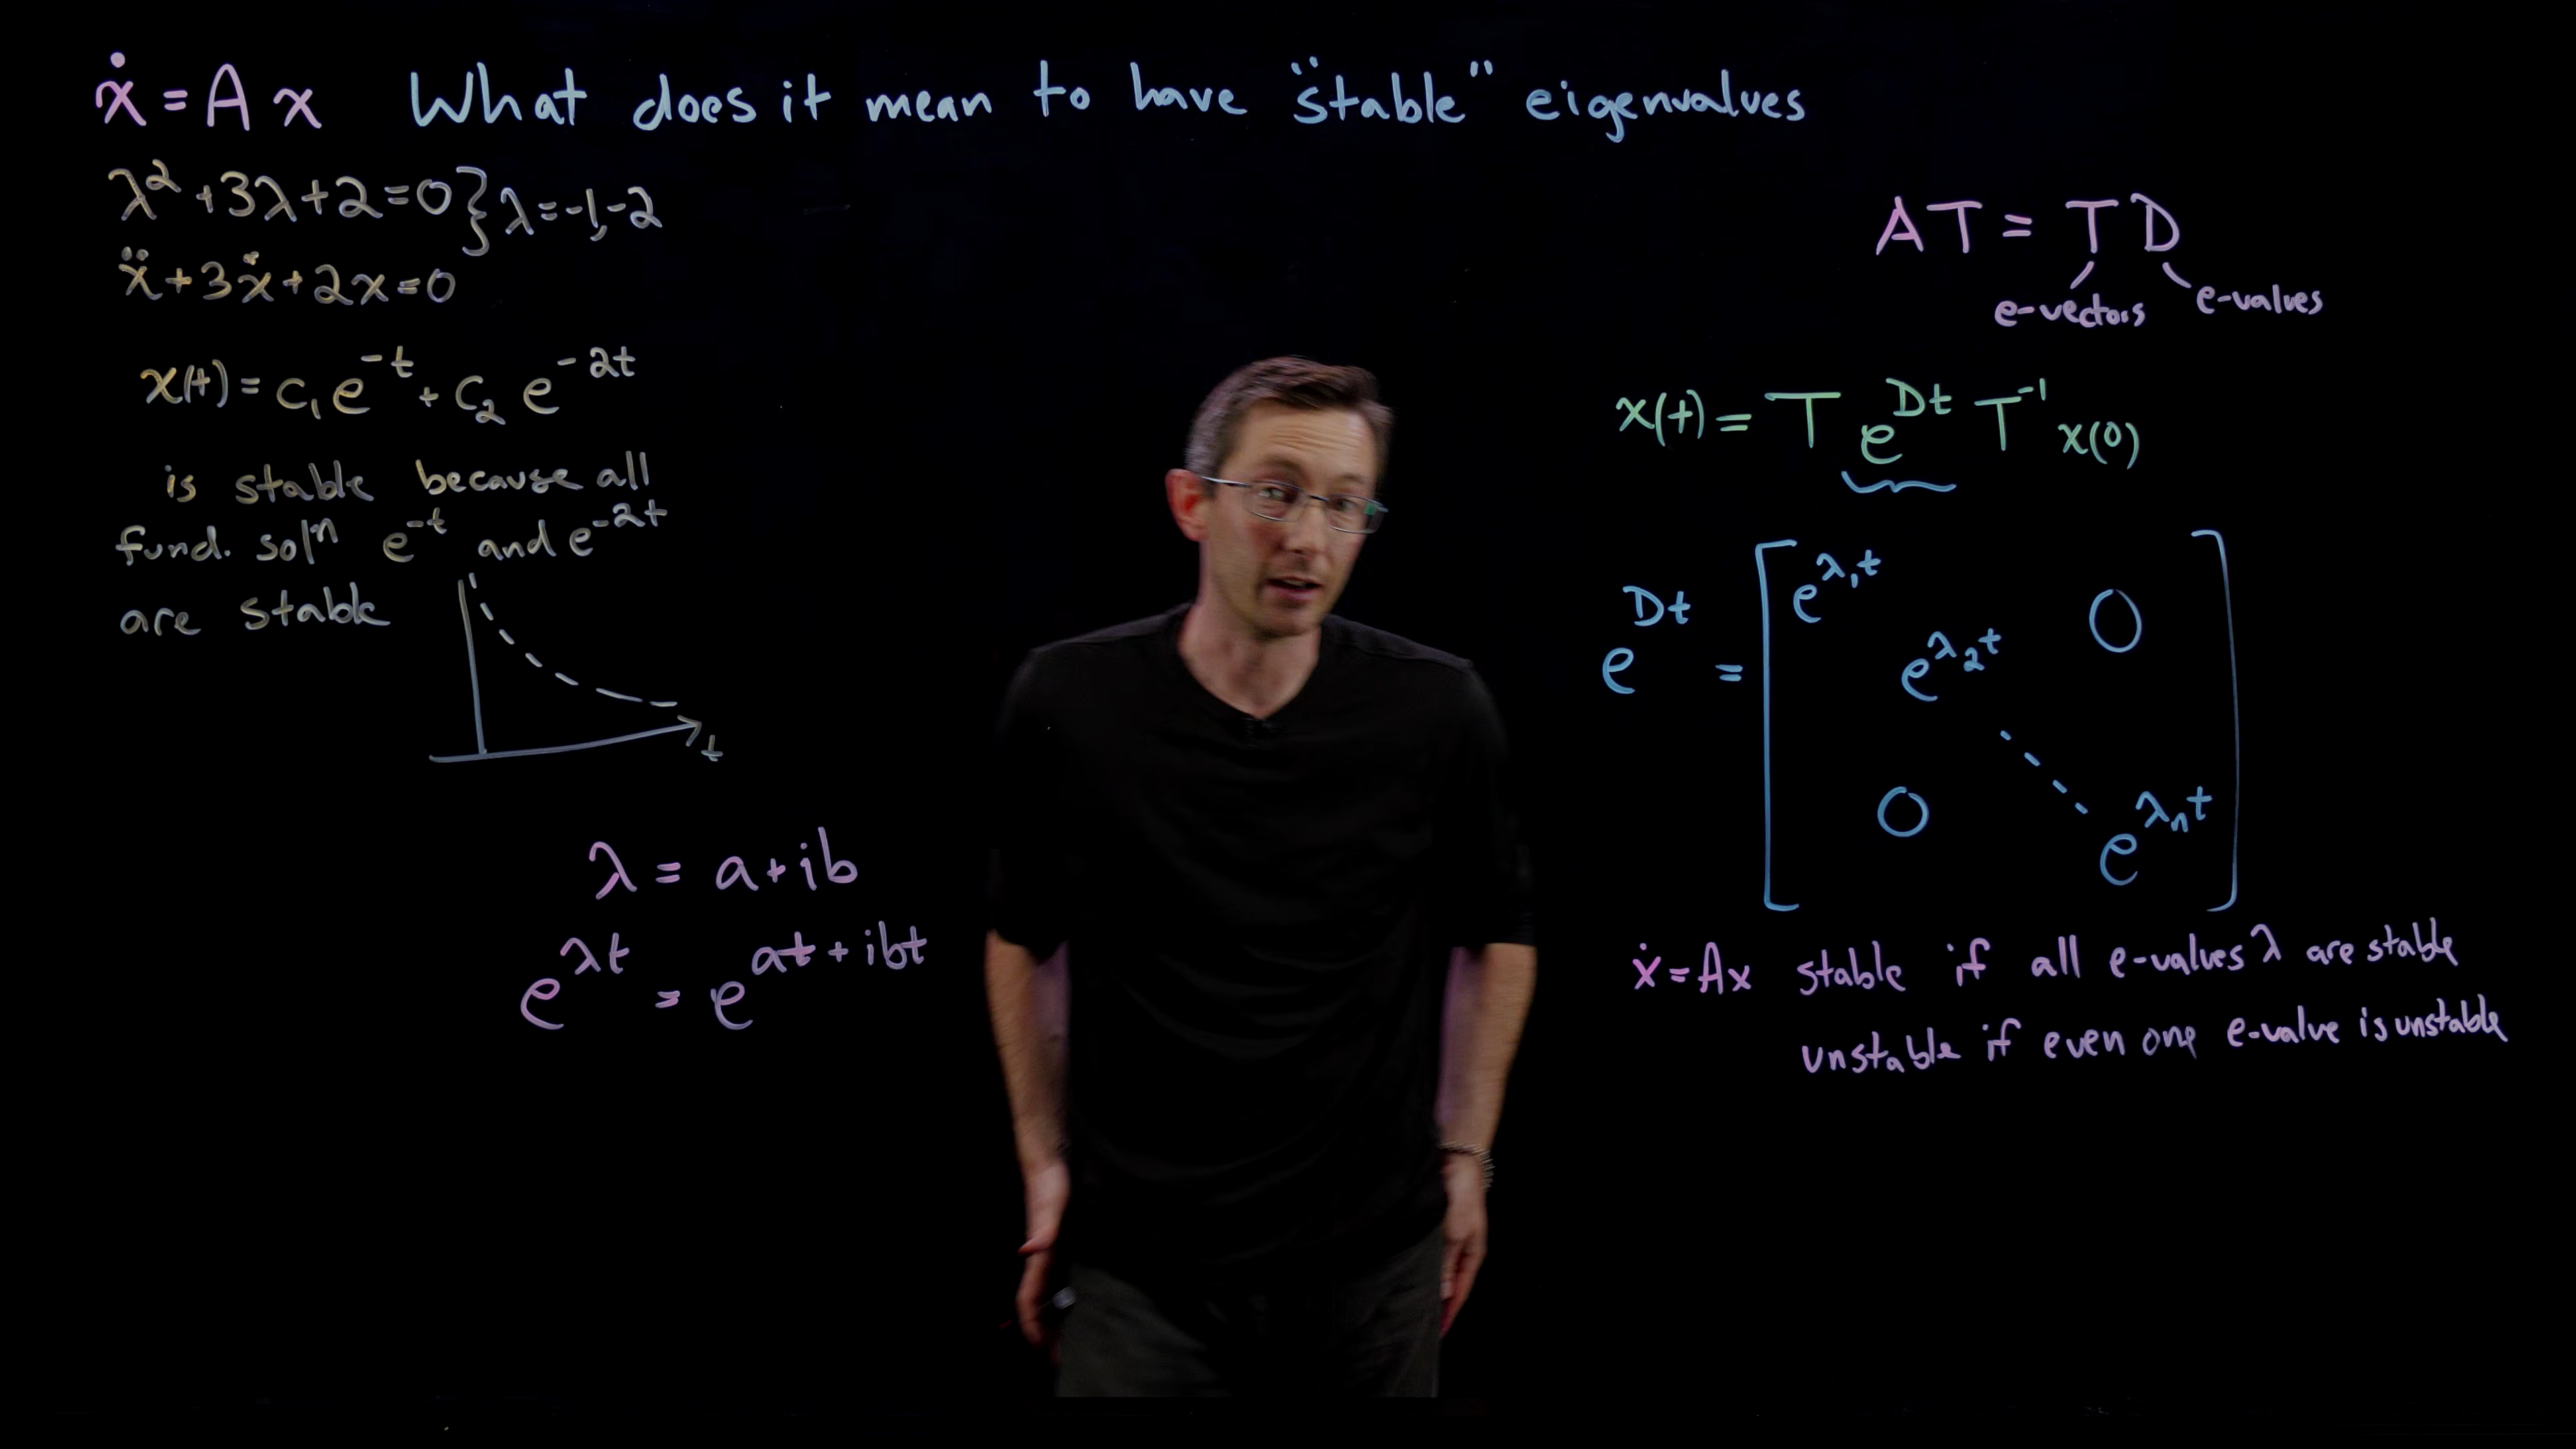 ẋ = A x What does it mean to have "stable" eigenvalues
λ² + 3λ + 2 = 0 } λ = -1, -2
ẍ + 3ẋ + 2x = 0
x(t) = c₁ e^{-t} + c₂ e^{-2t}
is stable because all
fund. solⁿ e^{-t} and e^{-2t}
are stable
t
λ = a + ib
e^{λt} = e^{at + ibt}
A T = T D
e-vectors e-values
x(t) = T e^{Dt} T^{-1} x(0)
e^{Dt} = [ e^{λ₁t} 0
e^{λ₂t}
0 e^{λₙt} ]
ẋ = Ax stable if all e-values λ are stable
unstable if even one e-value is unstable